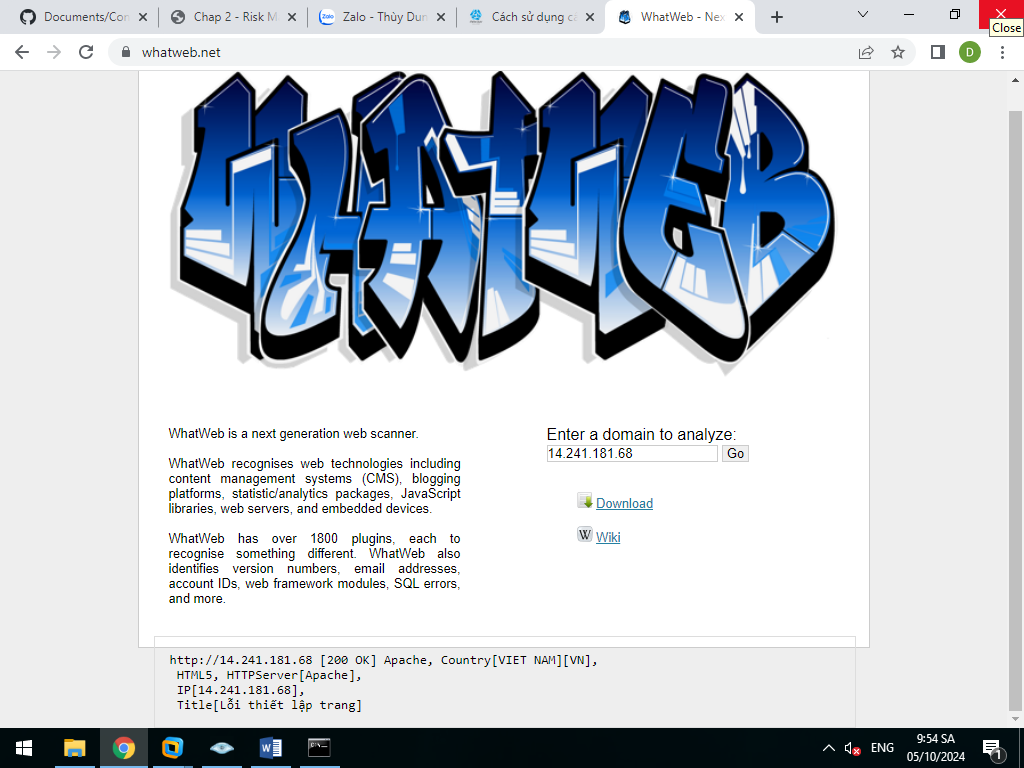 Documents/Con
Chap 2 - Risk M
Zalo - Thùy Dun
Cách sử dụng cá
WhatWeb - Nex
Close
whatweb.net
D
WHATWEB
WhatWeb is a next generation web scanner.
WhatWeb recognises web technologies including
content management systems (CMS), blogging
platforms, statistic/analytics packages, JavaScript
libraries, web servers, and embedded devices.
WhatWeb has over 1800 plugins, each to
recognise something different. WhatWeb also
identifies version numbers, email addresses,
account IDs, web framework modules, SQL errors,
and more.
Enter a domain to analyze:
14.241.181.68 Go
Download
W Wiki
http://14.241.181.68 [200 OK] Apache, Country[VIET NAM][VN],
HTML5, HTTPServer[Apache],
IP[14.241.181.68],
Title[Lỗi thiết lập trang]
ENG
9:54 SA
05/10/2024
1